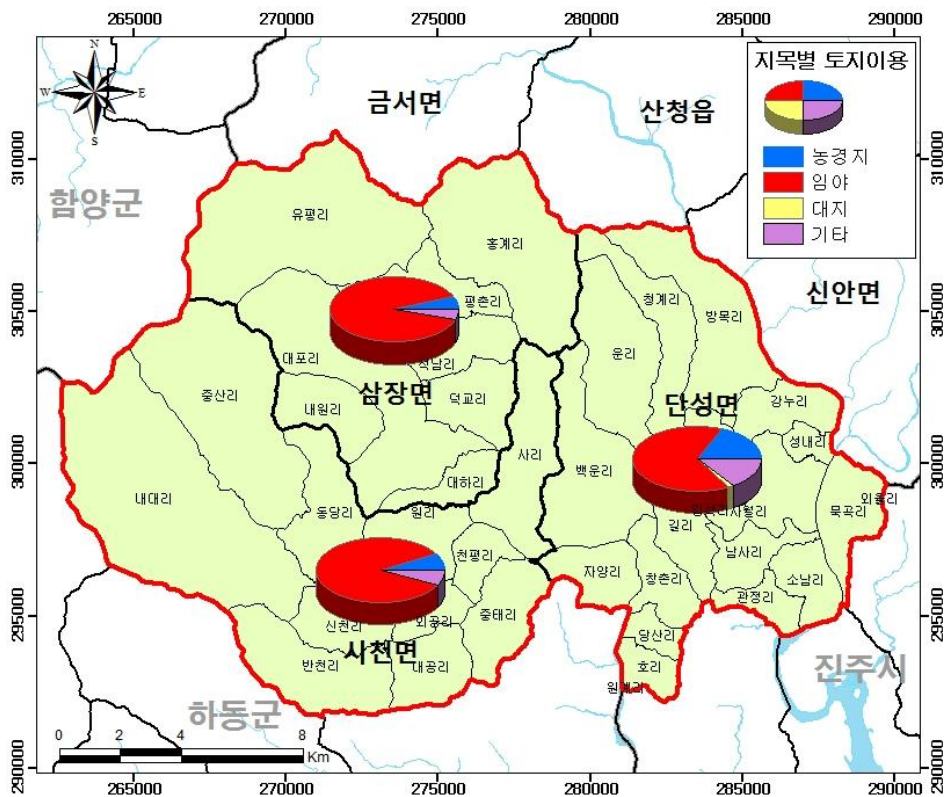 265000 270000 275000 280000 285000 290000
N
W E
S
지목별 토지이용
농경지
임야
대지
기타
금서면
산청읍
함양군
신안면
310000
305000
300000
295000
290000
310000
305000
300000
295000
290000
유평리
홍계리
평촌리
대포리
석남리
삼장면
내원리
덕교리
대하리
청계리
방목리
운리
단성면
강누리
성내리
백운리
사리
중산리
내대리
동당리
원리
천평리
길리
사월리
묵곡리
남사리
자양리
창촌리
소남리
관정리
신천리
외공리
중태리
시천면
반천리
내공리
당산리
호리
진주시
하동군
0 2 4 8
Km
265000 270000 275000 280000 285000 290000